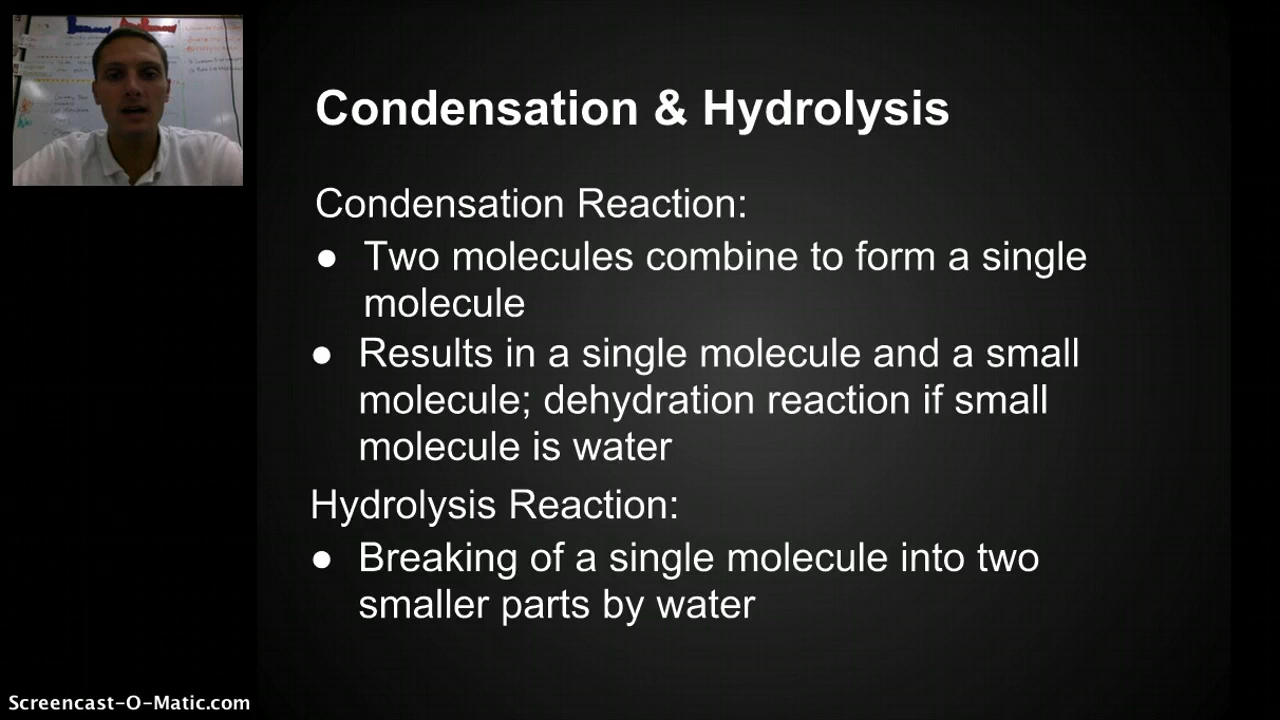 Condensation & Hydrolysis
Condensation Reaction:
● Two molecules combine to form a single
molecule
● Results in a single molecule and a small
molecule; dehydration reaction if small
molecule is water
Hydrolysis Reaction:
● Breaking of a single molecule into two
smaller parts by water
Screencast-O-Matic.com